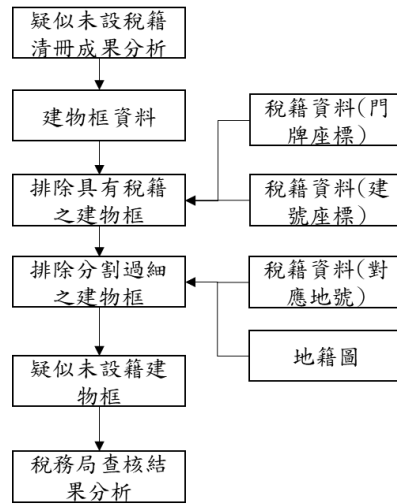 疑似未設稅籍
清冊成果分析
建物框資料
稅籍資料(門
牌座標)
排除具有稅籍
之建物框
稅籍資料(建
號座標)
排除分割過細
之建物框
稅籍資料(對
應地號)
地籍圖
疑似未設籍建
物框
稅務局查核結
果分析